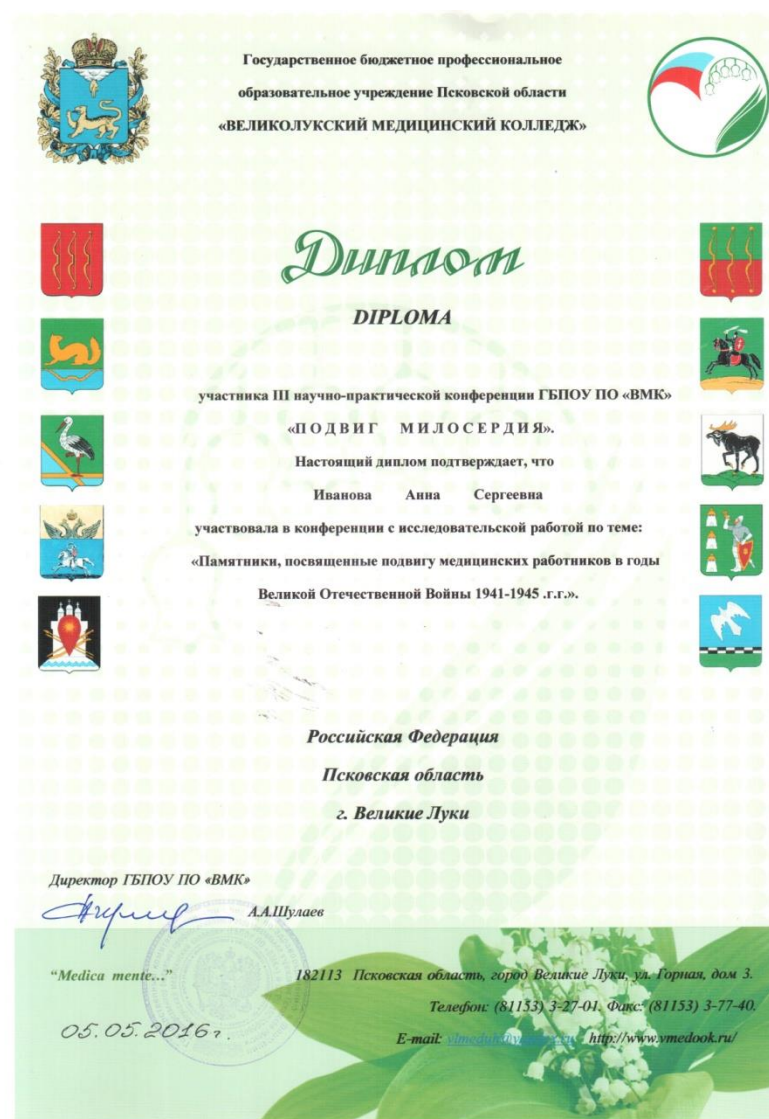 Государственное бюджетное профессиональное
образовательное учреждение Псковской области
«ВЕЛИКОЛУКСКИЙ МЕДИЦИНСКИЙ КОЛЛЕДЖ»
Диплом
DIPLOMA
участника III научно-практической конференции ГБПОУ ПО «ВМК»
«П О Д В И Г М И Л О С Е Р Д И Я».
Настоящий диплом подтверждает, что
Иванова Анна Сергеевна
участвовала в конференции с исследовательской работой по теме:
«Памятники, посвященные подвигу медицинских работников в годы
Великой Отечественной Войны 1941-1945 .г.г.».
Российская Федерация
Псковская область
г. Великие Луки
Директор ГБПОУ ПО «ВМК»
А.А.Шулаев
“Medica mente...” 182113 Псковская область, город Великие Луки, ул. Горная, дом 3.
Телефон: (81153) 3-27-01. Факс: (81153) 3-77-40.
05.05.2016г.
E-mail: http://www.vmedook.ru/